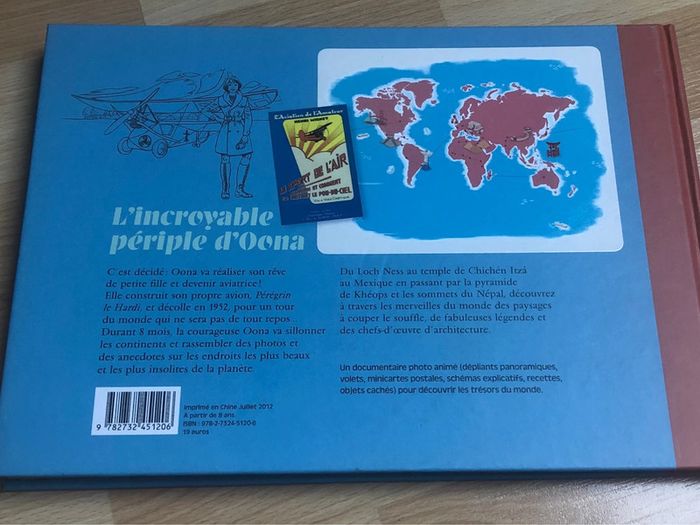 L'Aviation de l'Amateur
LE SPORT DE L'AIR
L'incroyable
périple d'Oona
C'est décidé : Oona va réaliser son rêve
de petite fille et devenir aviatrice !
Elle construit son propre avion, Pérégrin
le Hardi, et décolle en 1932, pour un tour
du monde qui ne sera pas de tout repos...
Durant 8 mois, la courageuse Oona va sillonner
les continents et rassembler des photos et
des anecdotes sur les endroits les plus beaux
et les plus insolites de la planète.
Du Loch Ness au temple de Chichén Itzá
au Mexique en passant par la pyramide
de Khéops et les sommets du Népal, découvrez
à travers les merveilles du monde des paysages
à couper le souffle, de fabuleuses légendes et
des chefs-d'œuvre d'architecture.
Un documentaire photo animé (dépliants panoramiques,
volets, minicartes postales, schémas explicatifs, recettes,
objets cachés) pour découvrir les trésors du monde.
9 782732 451206
Imprimé en Chine Juillet 2012
A partir de 8 ans.
ISBN : 978-2-7324-5120-6
19 euros